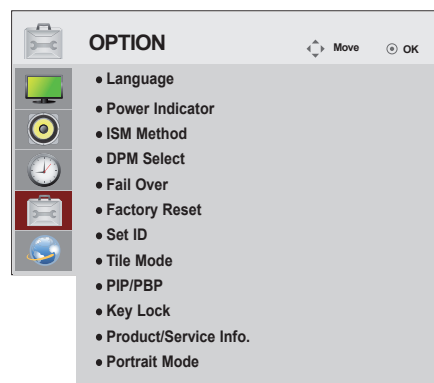 OPTION
Move
OK
• Language
• Power Indicator
• ISM Method
• DPM Select
• Fail Over
• Factory Reset
• Set ID
• Tile Mode
• PIP/PBP
• Key Lock
• Product/Service Info.
• Portrait Mode